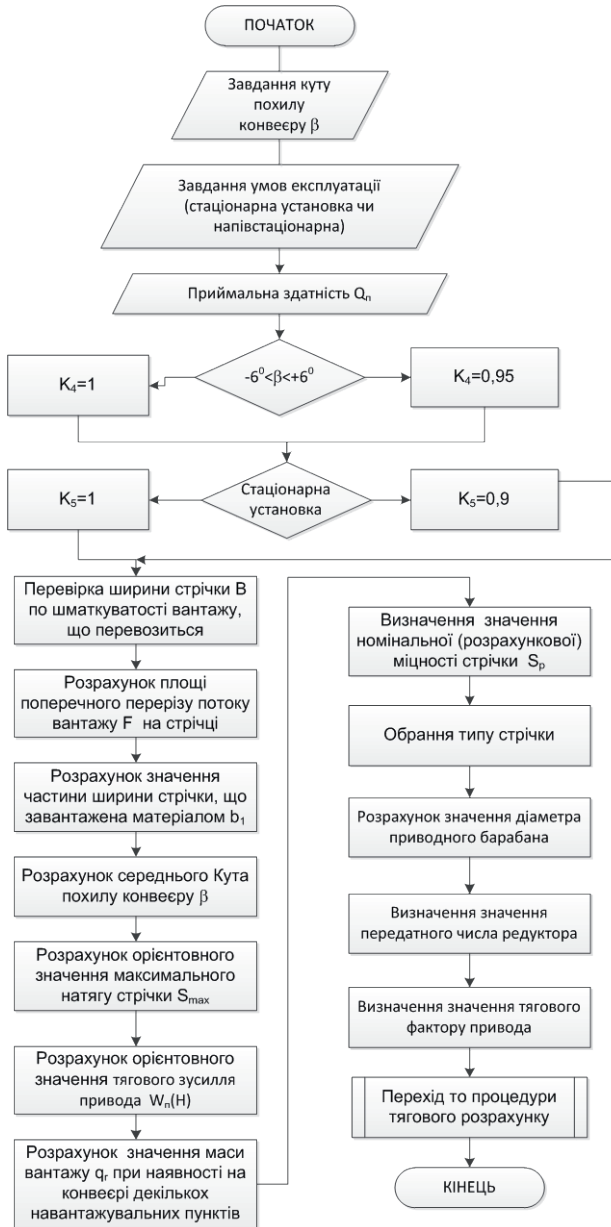 ПОЧАТОК
Завдання куту
похилу
конвеєру β
Завдання умов експлуатації
(стаціонарна установка чи
напівстаціонарна)
Приймальна здатність Qп
-6⁰<β<+6⁰
K₄=1
K₄=0,95
Стаціонарна
установка
K₅=1
K₅=0,9
Перевірка ширини стрічки В
по шматкуватості вантажу,
що перевозиться
Розрахунок площі
поперечного перерізу потоку
вантажу F на стрічці
Розрахунок значення
частини ширини стрічки, що
завантажена матеріалом b₁
Розрахунок середнього Кута
похилу конвеєру β
Розрахунок орієнтовного
значення максимального
натягу стрічки Smax
Розрахунок орієнтовного
значення тягового зусилля
привода Wп(Н)
Розрахунок значення маси
вантажу qг при наявності на
конвеєрі декількох
навантажувальних пунктів
Визначення значення
номінальної (розрахункової)
міцності стрічки Sр
Обрання типу стрічки
Розрахунок значення діаметра
приводного барабана
Визначення значення
передатного числа редуктора
Визначення значення тягового
фактору привода
Перехід то процедури
тягового розрахунку
КІНЕЦЬ